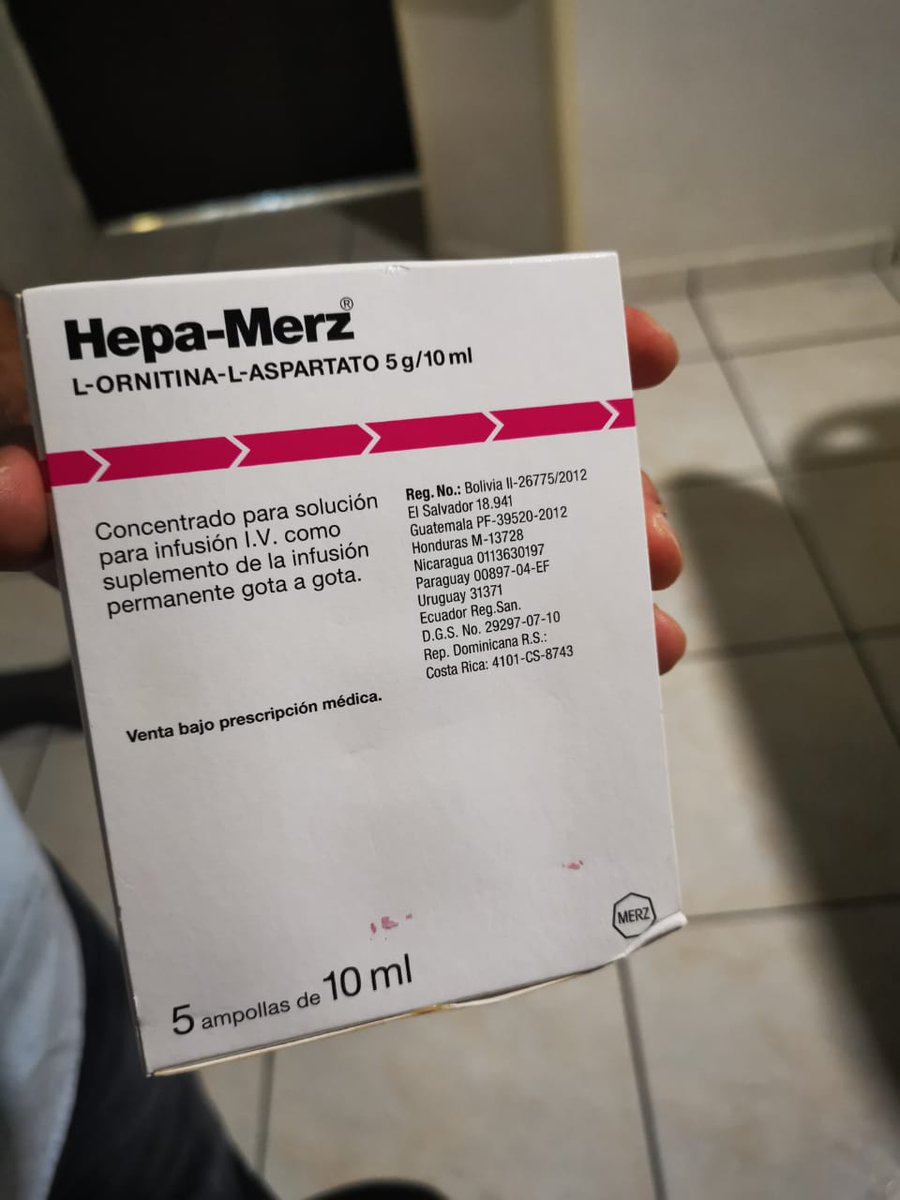 Hepa-Merz®
L-ORNITINA-L-ASPARTATO 5 g/10 ml
Concentrado para solución
para infusión I.V. como
suplemento de la infusión
permanente gota a gota.
Venta bajo prescripción médica.
Reg. No.: Bolivia II-26775/2012
El Salvador 18.941
Guatemala PF-39520-2012
Honduras M-13728
Nicaragua 0113630197
Paraguay 00897-04-EF
Uruguay 31371
Ecuador Reg.San.
D.G.S. No. 29297-07-10
Rep. Dominicana R.S.:
Costa Rica: 4101-CS-8743
MERZ
5 ampollas de 10 ml